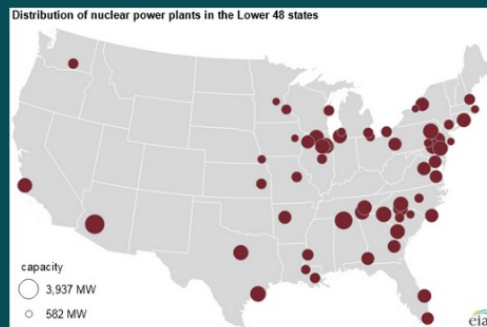 Distribution of nuclear power plants in the Lower 48 states
capacity
3,937 MW
582 MW
eia